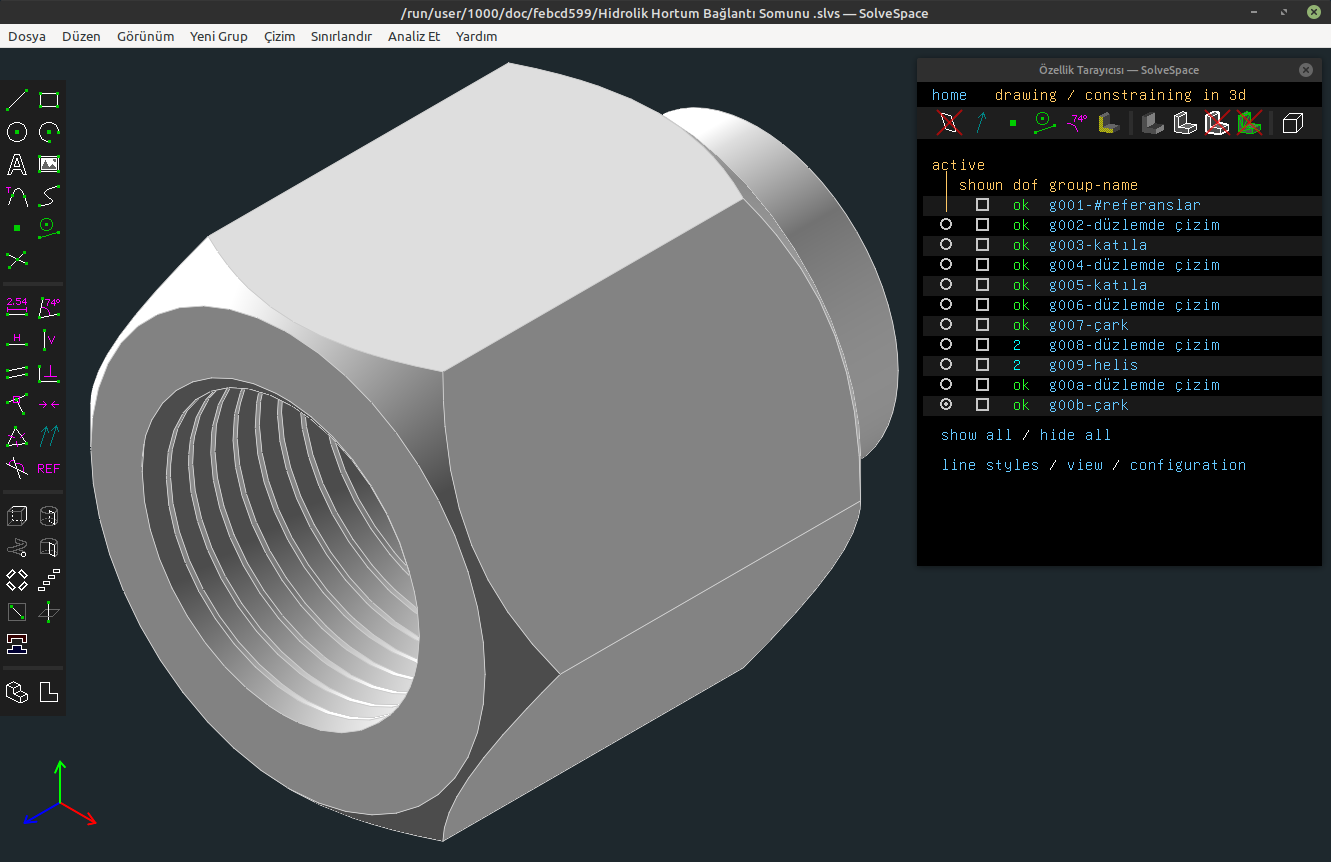 /run/user/1000/doc/febcd599/Hidrolik Hortum Bağlantı Somunu .slvs — SolveSpace
Dosya Düzen Görünüm Yeni Grup Çizim Sınırlandır Analiz Et Yardım
Özellik Tarayıcısı — SolveSpace
home drawing / constraining in 3d
74º
active
shown dof group-name
ok g001-#referanslar
ok g002-düzlemde çizim
ok g003-katıla
ok g004-düzlemde çizim
ok g005-katıla
ok g006-düzlemde çizim
ok g007-çark
2 g008-düzlemde çizim
2 g009-helis
ok g00a-düzlemde çizim
ok g00b-çark
show all / hide all
line styles / view / configuration
A
T
2.54 74º
H V
REF